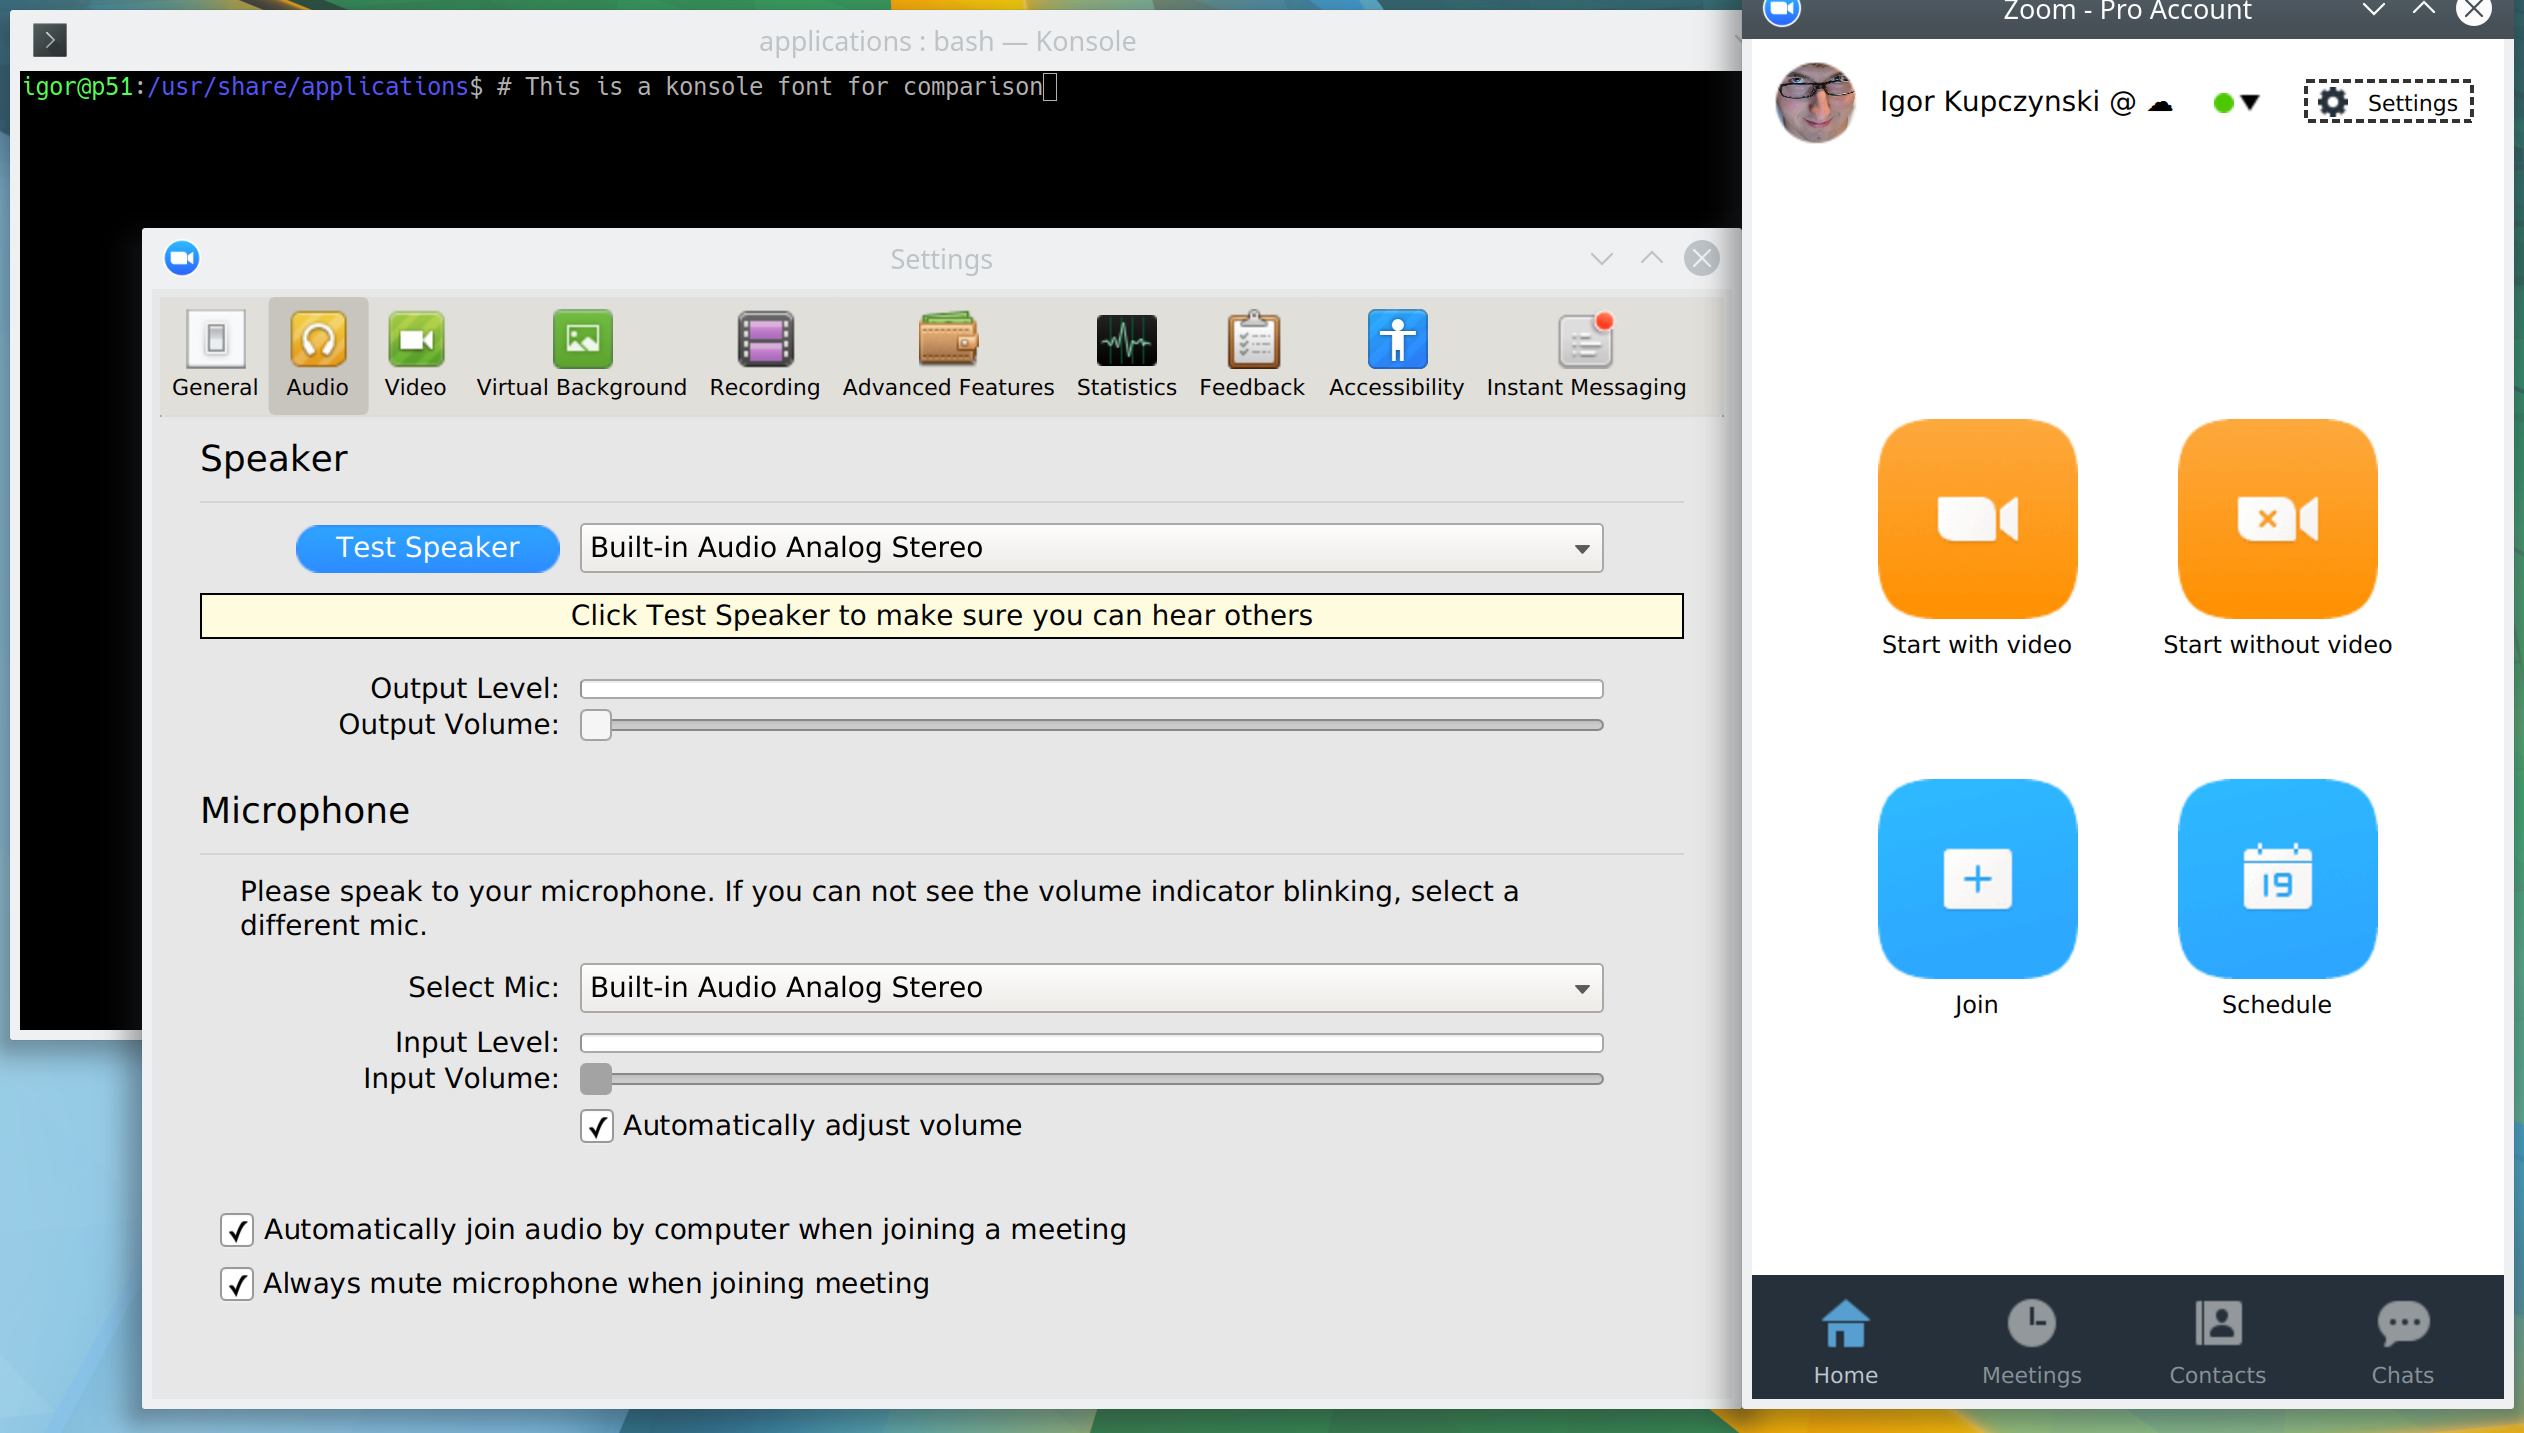 applications : bash — Konsole
igor@p51:/usr/share/applications$ # This is a konsole font for comparison
Zoom - Pro Account
Igor Kupczynski @ ☁
Settings
Settings
General Audio Video Virtual Background Recording Advanced Features Statistics Feedback Accessibility Instant Messaging
Speaker
Test Speaker
Built-in Audio Analog Stereo
Click Test Speaker to make sure you can hear others
Output Level:
Output Volume:
Microphone
Please speak to your microphone. If you can not see the volume indicator blinking, select a
different mic.
Select Mic:
Built-in Audio Analog Stereo
Input Level:
Input Volume:
Automatically adjust volume
Automatically join audio by computer when joining a meeting
Always mute microphone when joining meeting
Start with video
Start without video
19
Join
Schedule
Home Meetings Contacts Chats